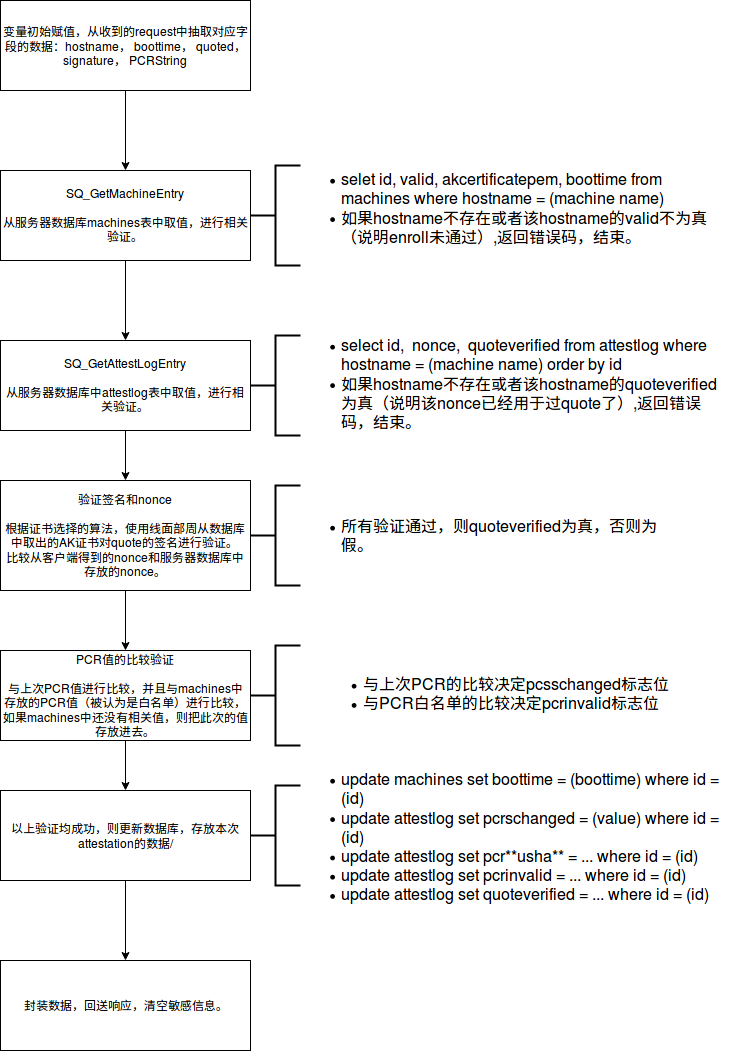 变量初始赋值，从收到的request中抽取对应字
段的数据：hostname， boottime， quoted，
signature， PCRString
SQ_GetMachineEntry
从服务器数据库machines表中取值，进行相关
验证。
selet id, valid, akcertificatepem, boottime from
machines where hostname = (machine name)
如果hostname不存在或者该hostname的valid不为真
（说明enroll未通过）,返回错误码，结束。
SQ_GetAttestLogEntry
从服务器数据库中attestlog表中取值，进行相
关验证。
select id, nonce, quoteverified from attestlog where
hostname = (machine name) order by id
如果hostname不存在或者该hostname的quoteverified
为真（说明该nonce已经用于过quote了）,返回错误
码，结束。
验证签名和nonce
根据证书选择的算法，使用线面部周从数据库
中取出的AK证书对quote的签名进行验证。
比较从客户端得到的nonce和服务器数据库中
存放的nonce。
所有验证通过，则quoteverified为真，否则为
假。
PCR值的比较验证
与上次PCR值进行比较，并且与machines中
存放的PCR值（被认为是白名单）进行比较，
如果machines中还没有相关值，则把此次的值
存放进去。
与上次PCR的比较决定pcsschanged标志位
与PCR白名单的比较决定pcrinvalid标志位
以上验证均成功，则更新数据库，存放本次
attestation的数据/
update machines set boottime = (boottime) where id =
(id)
update attestlog set pcrschanged = (value) where id =
(id)
update attestlog set pcr**usha** = ... where id = (id)
update attestlog set pcrinvalid = ... where id = (id)
update attestlog set quoteverified = ... where id = (id)
封装数据，回送响应，清空敏感信息。